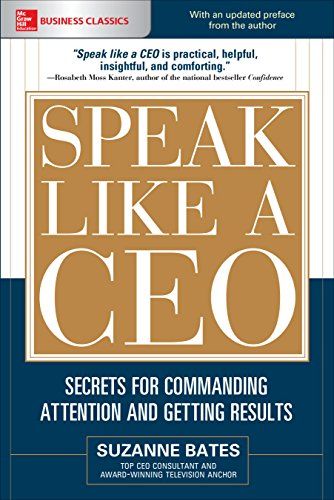 Mc
Graw
Hill
Education
BUSINESS CLASSICS
With an updated preface
from the author
"Speak like a CEO is practical, helpful,
insightful, and comforting."
—Rosabeth Moss Kanter, author of the national bestseller Confidence
SPEAK
LIKE A
CEO
SECRETS FOR COMMANDING
ATTENTION AND GETTING RESULTS
SUZANNE BATES
TOP CEO CONSULTANT AND
AWARD-WINNING TELEVISION ANCHOR